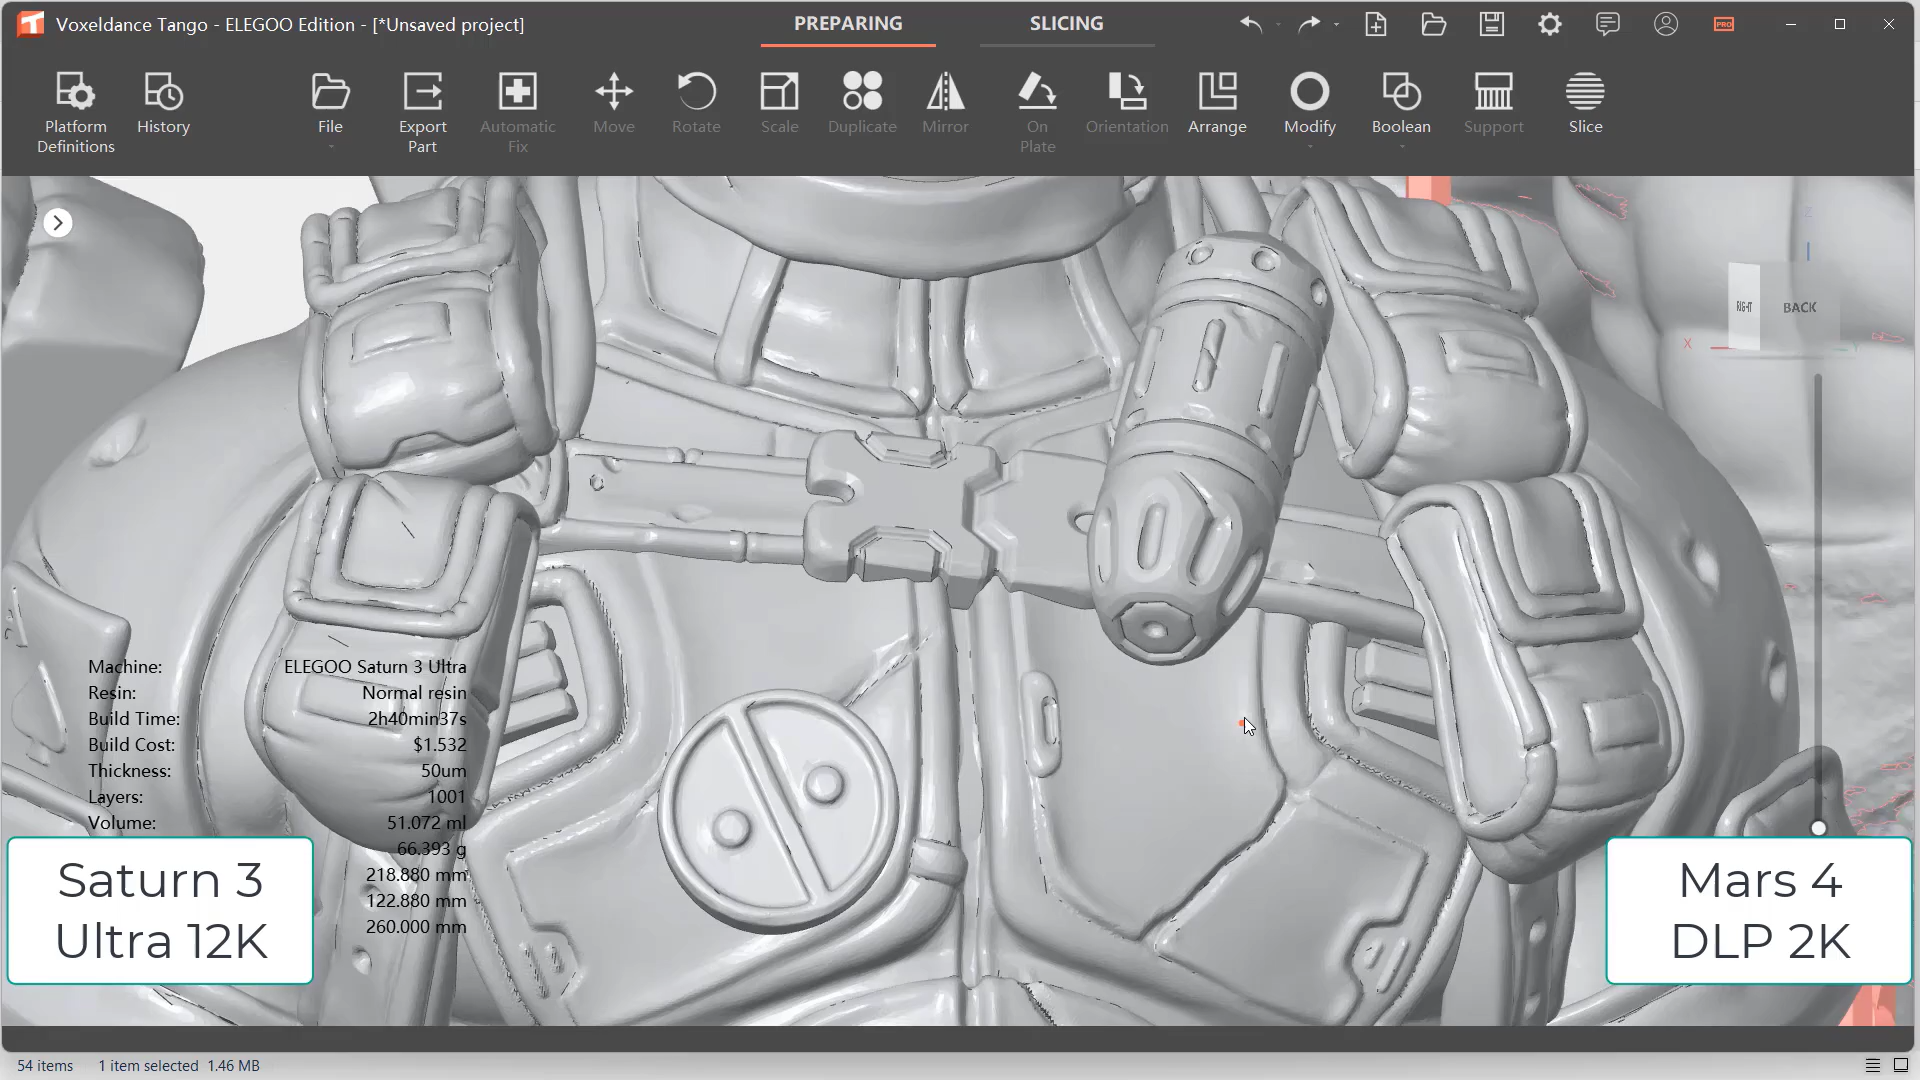 Voxeldance Tango - ELEGOO Edition - [*Unsaved project]
PREPARING
SLICING
PRO
Platform
Definitions
History
File
Export
Part
Automatic
Fix
Move
Rotate
Scale
Duplicate
Mirror
On
Plate
Orientation
Arrange
Modify
Boolean
Support
Slice
Z
RIGHT
BACK
X
Y
Machine: ELEGOO Saturn 3 Ultra
Resin: Normal resin
Build Time: 2h40min37s
Build Cost: $1.532
Thickness: 50um
Layers: 1001
Volume: 51.072 ml
66.393 g
218.880 mm
122.880 mm
260.000 mm
Saturn 3
Ultra 12K
Mars 4
DLP 2K
54 items 1 item selected 1.46 MB